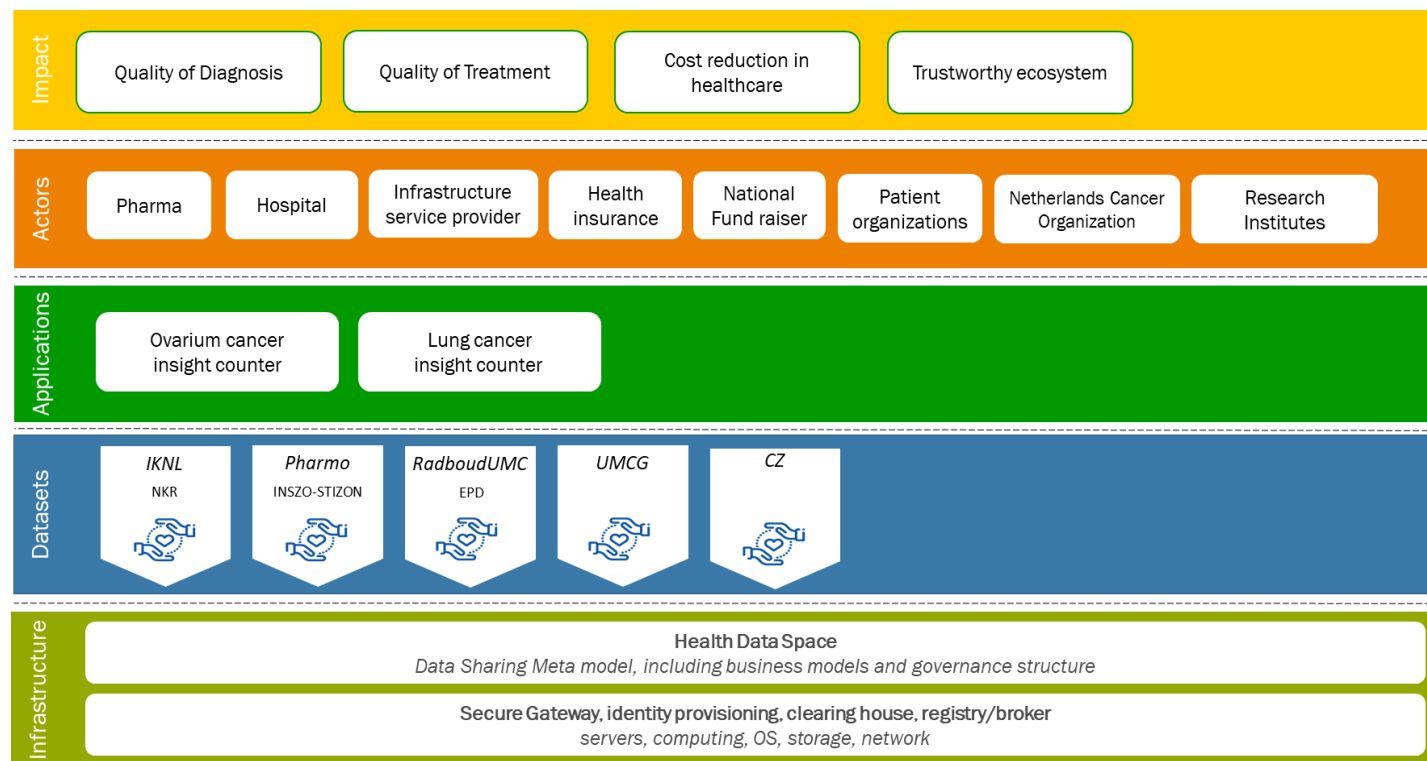 Impact
Quality of Diagnosis
Quality of Treatment
Cost reduction in
healthcare
Trustworthy ecosystem
Actors
Pharma
Hospital
Infrastructure
service provider
Health
insurance
National
Fund raiser
Patient
organizations
Netherlands Cancer
Organization
Research
Institutes
Applications
Ovarium cancer
insight counter
Lung cancer
insight counter
Datasets
IKNL
NKR
Pharmo
INSZO-STIZON
RadboudUMC
EPD
UMCG
CZ
Infrastructure
Health Data Space
Data Sharing Meta model, including business models and governance structure
Secure Gateway, identity provisioning, clearing house, registry/broker
servers, computing, OS, storage, network